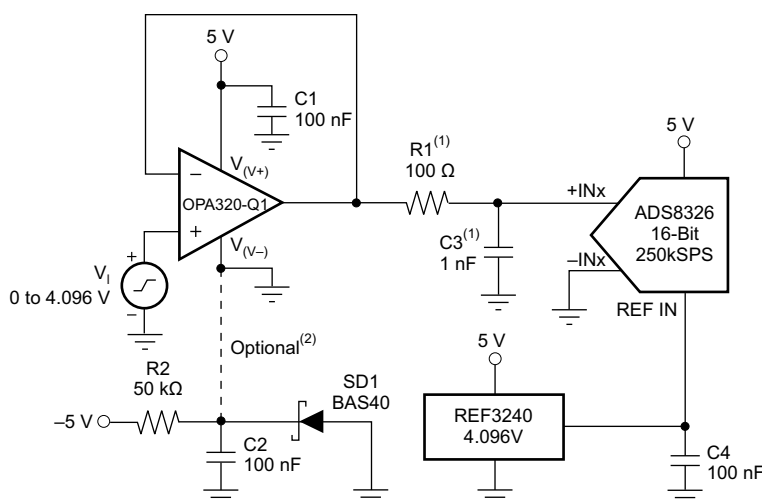 5 V
C1
100 nF
V(V+)
–
OPA320-Q1
+
V(V–)
+
VI
0 to 4.096 V
–
R1(1)
100 Ω
C3(1)
1 nF
5 V
+INx
ADS8326
16-Bit
250kSPS
–INx
REF IN
Optional(2)
R2
50 kΩ
–5 V
C2
100 nF
SD1
BAS40
5 V
REF3240
4.096V
C4
100 nF